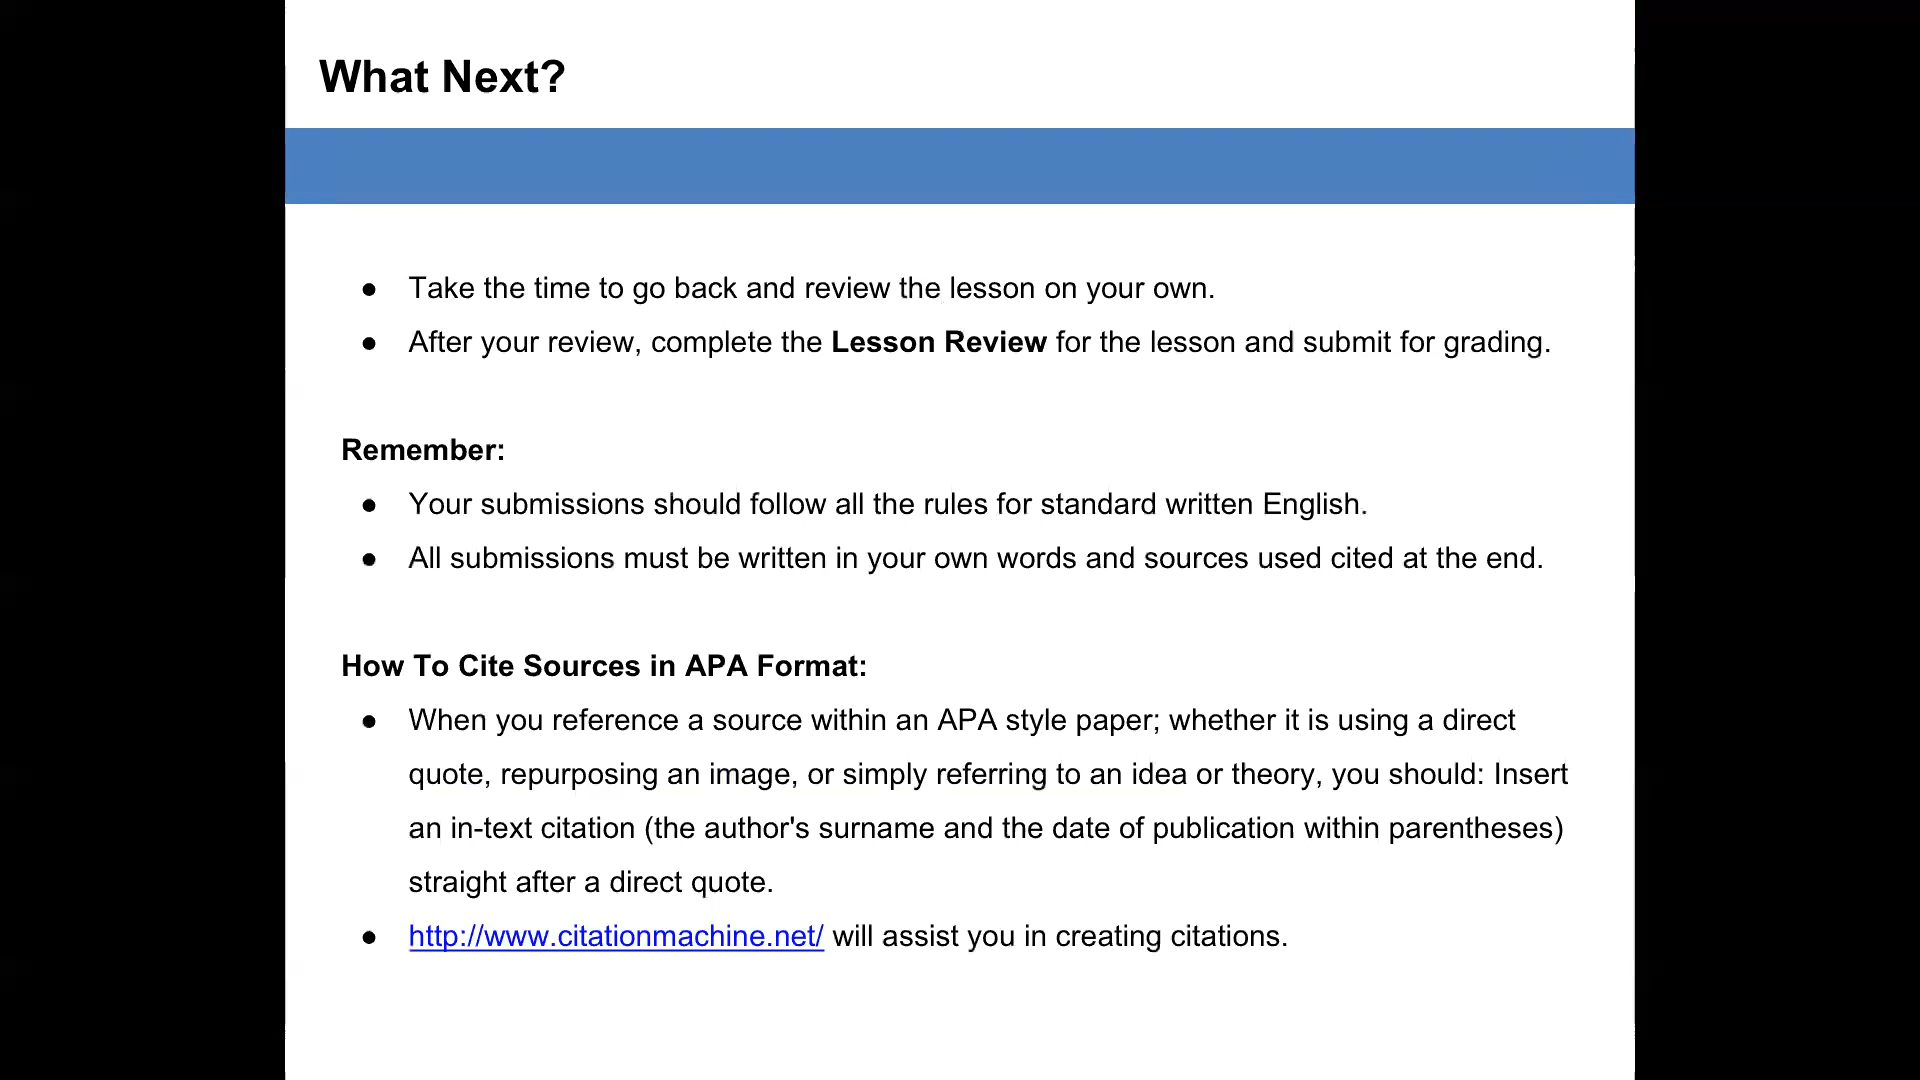 What Next?
● Take the time to go back and review the lesson on your own.
● After your review, complete the Lesson Review for the lesson and submit for grading.
Remember:
● Your submissions should follow all the rules for standard written English.
● All submissions must be written in your own words and sources used cited at the end.
How To Cite Sources in APA Format:
● When you reference a source within an APA style paper; whether it is using a direct
quote, repurposing an image, or simply referring to an idea or theory, you should: Insert
an in-text citation (the author's surname and the date of publication within parentheses)
straight after a direct quote.
● http://www.citationmachine.net/ will assist you in creating citations.